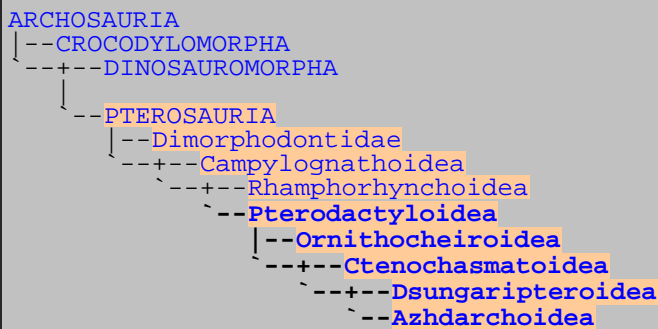 ARCHOSAURIA
|--CROCODYLOMORPHA
`--+--DINOSAUROMORPHA
   |
   `--PTEROSAURIA
      |--Dimorphodontidae
      `--+--Campylognathoidea
         `--+--Rhamphorhynchoidea
            `--Pterodactyloidea
               |--Ornithocheiroidea
               `--+--Ctenochasmatoidea
                  `--+--Dsungaripteroidea
                     `--Azhdarchoidea